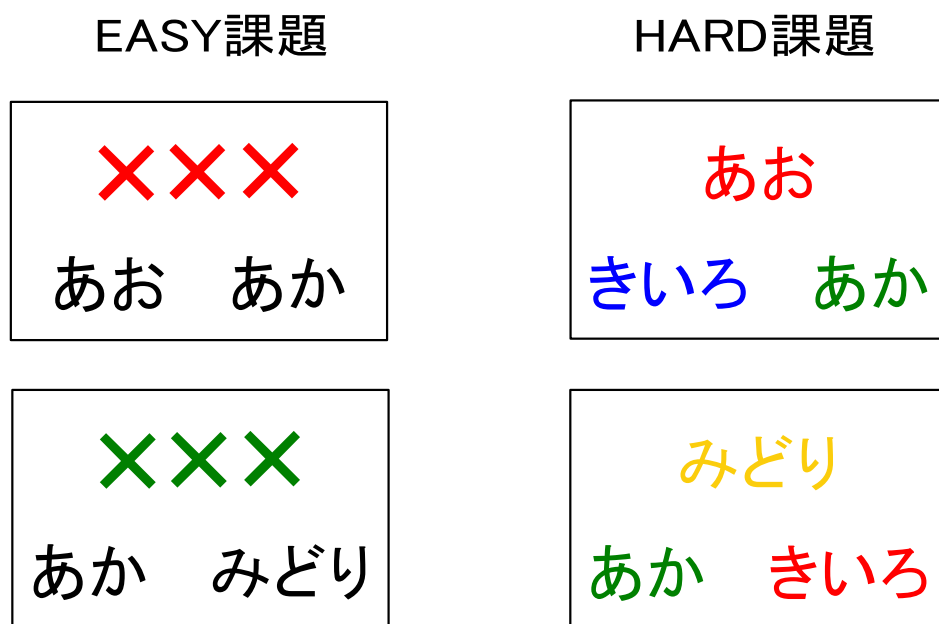 EASY課題
×××
あお あか
×××
あか みどり
HARD課題
あお
きいろ あか
みどり
あか きいろ